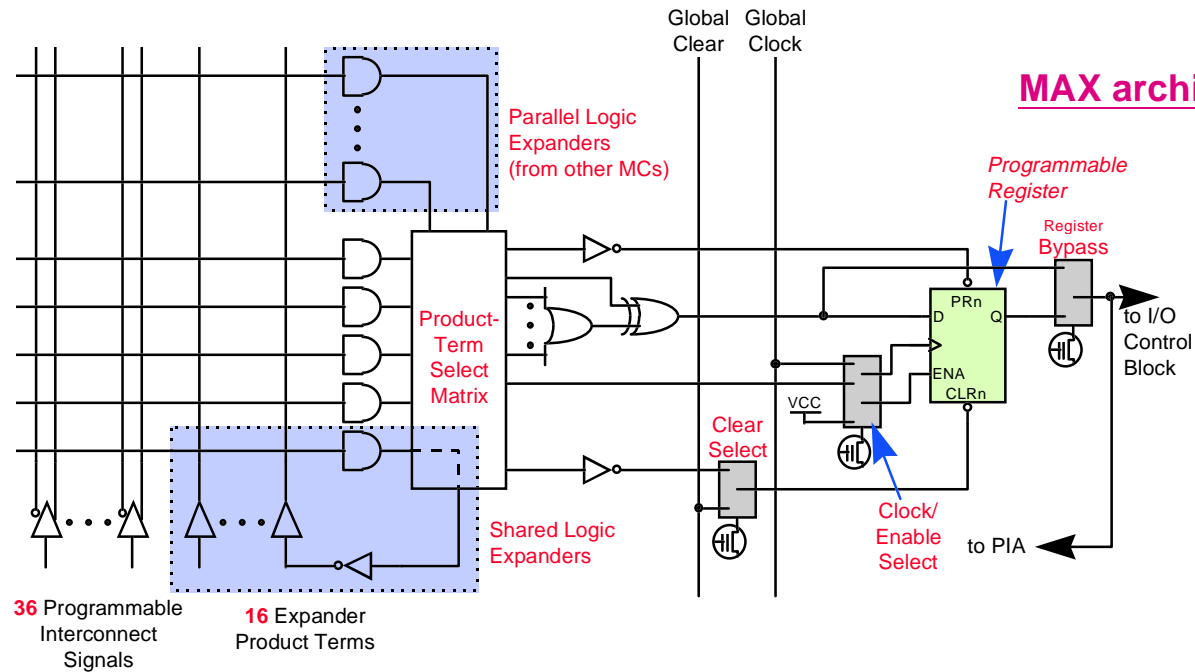 Global
Clear
Global
Clock
MAX archi
Parallel Logic
Expanders
(from other MCs)
Programmable
Register
Register
Bypass
Product-
Term
Select
Matrix
PRn
D
Q
ENA
CLRn
to I/O
Control
Block
VCC
Clear
Select
Clock/
Enable
Select
to PIA
Shared Logic
Expanders
36 Programmable
Interconnect
Signals
16 Expander
Product Terms